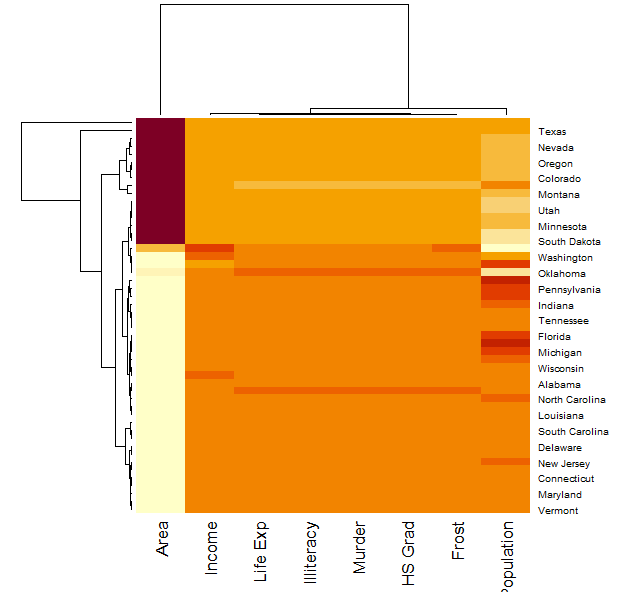 Texas
Nevada
Oregon
Colorado
Montana
Utah
Minnesota
South Dakota
Washington
Oklahoma
Pennsylvania
Indiana
Tennessee
Florida
Michigan
Wisconsin
Alabama
North Carolina
Louisiana
South Carolina
Delaware
New Jersey
Connecticut
Maryland
Vermont
Area
Income
Life Exp
Illiteracy
Murder
HS Grad
Frost
Population